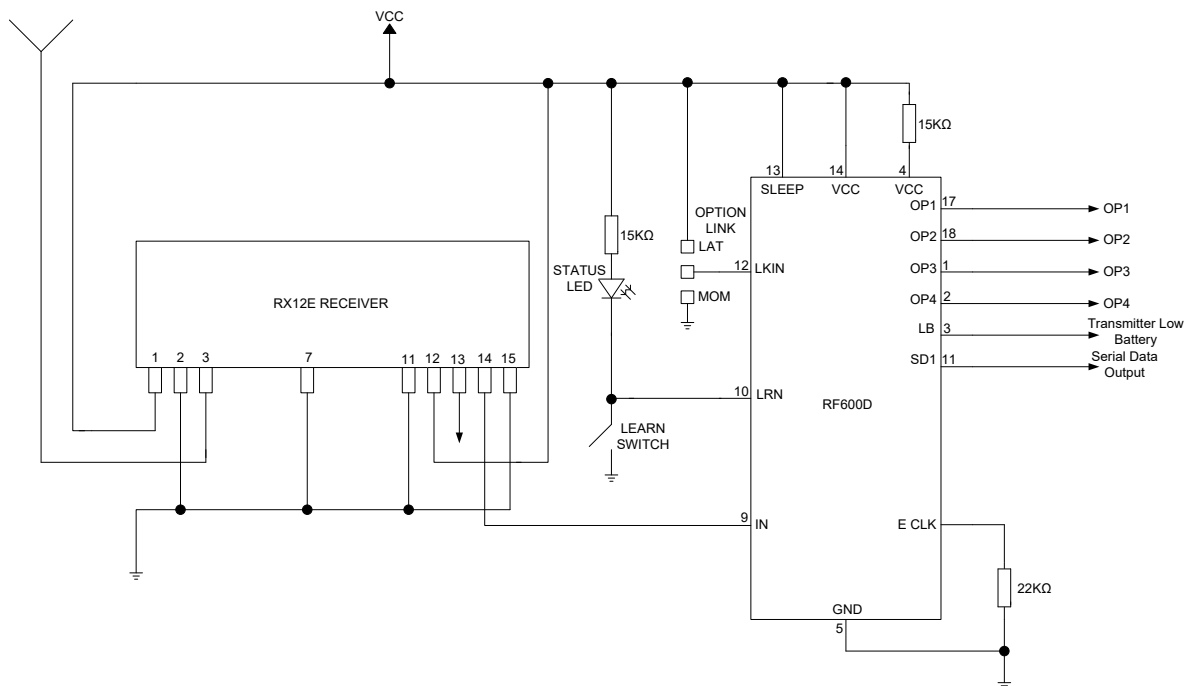 VCC
15KΩ
13
14
4
SLEEP
VCC
VCC
OP1
17
OP1
OPTION
LINK
LAT
15KΩ
OP2
18
OP2
STATUS
LED
12
LKIN
OP3
1
OP3
MOM
RX12E RECEIVER
OP4
2
OP4
LB
3
Transmitter Low
Battery
SD1
11
Serial Data
Output
1
2
3
7
11
12
13
14
15
10
LRN
RF600D
LEARN
SWITCH
9
IN
E CLK
22KΩ
GND
5